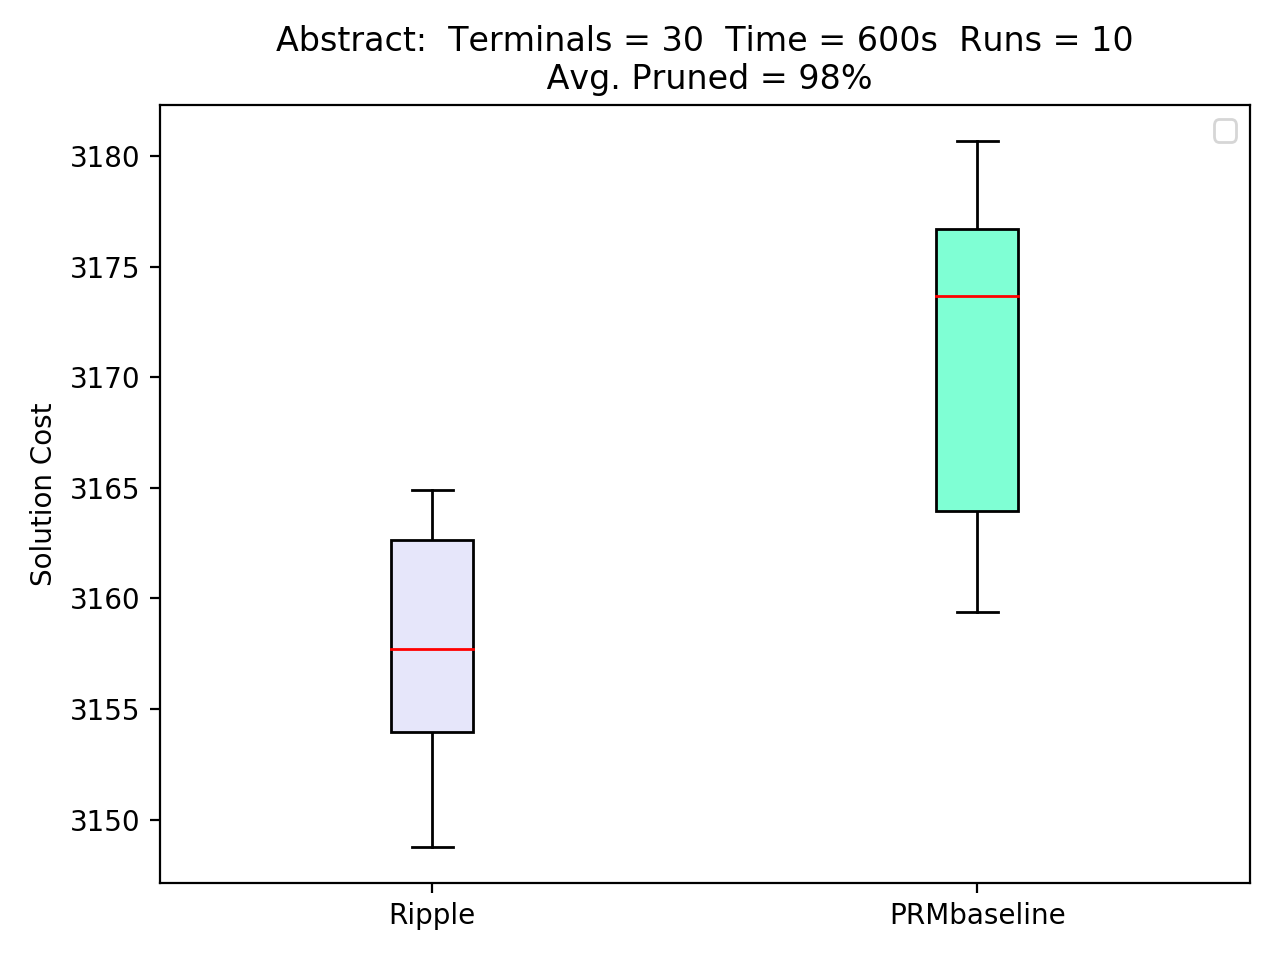 Abstract:  Terminals = 30  Time = 600s  Runs = 10
Avg. Pruned = 98%
3180
3175
3170
3165
3160
3155
3150
Solution Cost
Ripple
PRMbaseline